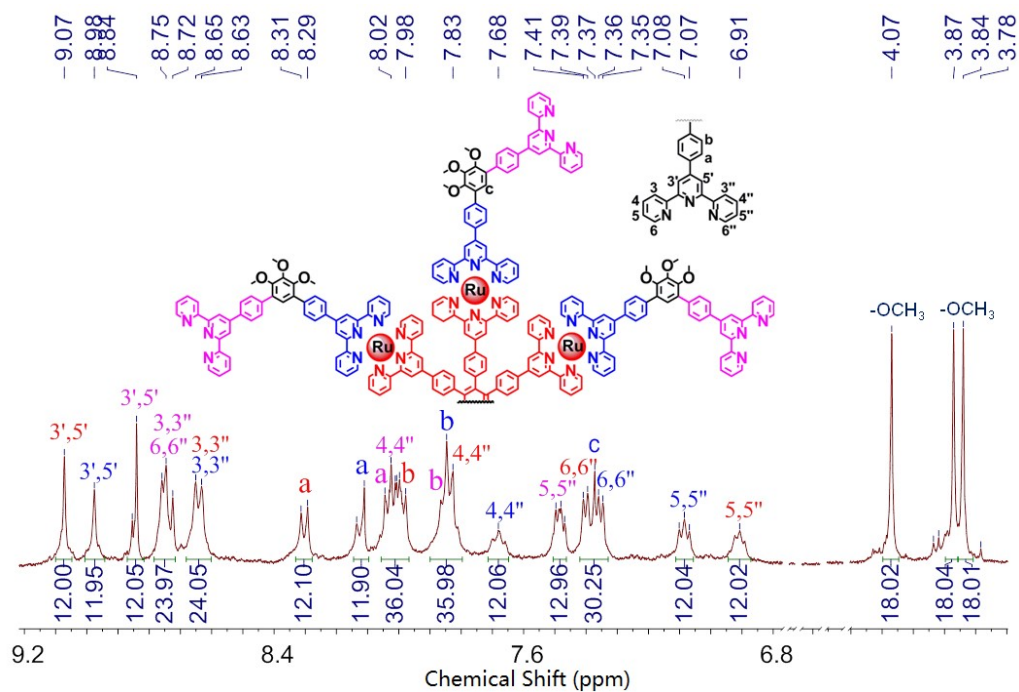 9.07 8.98 8.84 8.75 8.72 8.65 8.63 8.31 8.29 8.02 7.98 7.83 7.68 7.41 7.39 7.37 7.36 7.35 7.08 7.07 6.91 4.07 3.87 3.84 3.78
N N N
O O O
c
b
a
3' 5'
3 3"
4 4"
5 5"
6 6"
N N N
N N N
Ru
N N N
O O O
O O O
N N N
N N N
N N N
N N N
Ru
Ru
N N N
N N N
-OCH3
-OCH3
3',5'
3',5'
3',5'
3,3"
6,6"
3,3"
3,3"
a
a
a
4,4"
b
b
b
4,4"
4,4"
5,5"
6,6"
c
6,6"
5,5"
5,5"
12.00 11.95 12.05 23.97 24.05 12.10 11.90 36.04 35.98 12.06 12.96 30.25 12.04 12.02 18.02 18.04 18.01
9.2 8.4 7.6 6.8
Chemical Shift (ppm)